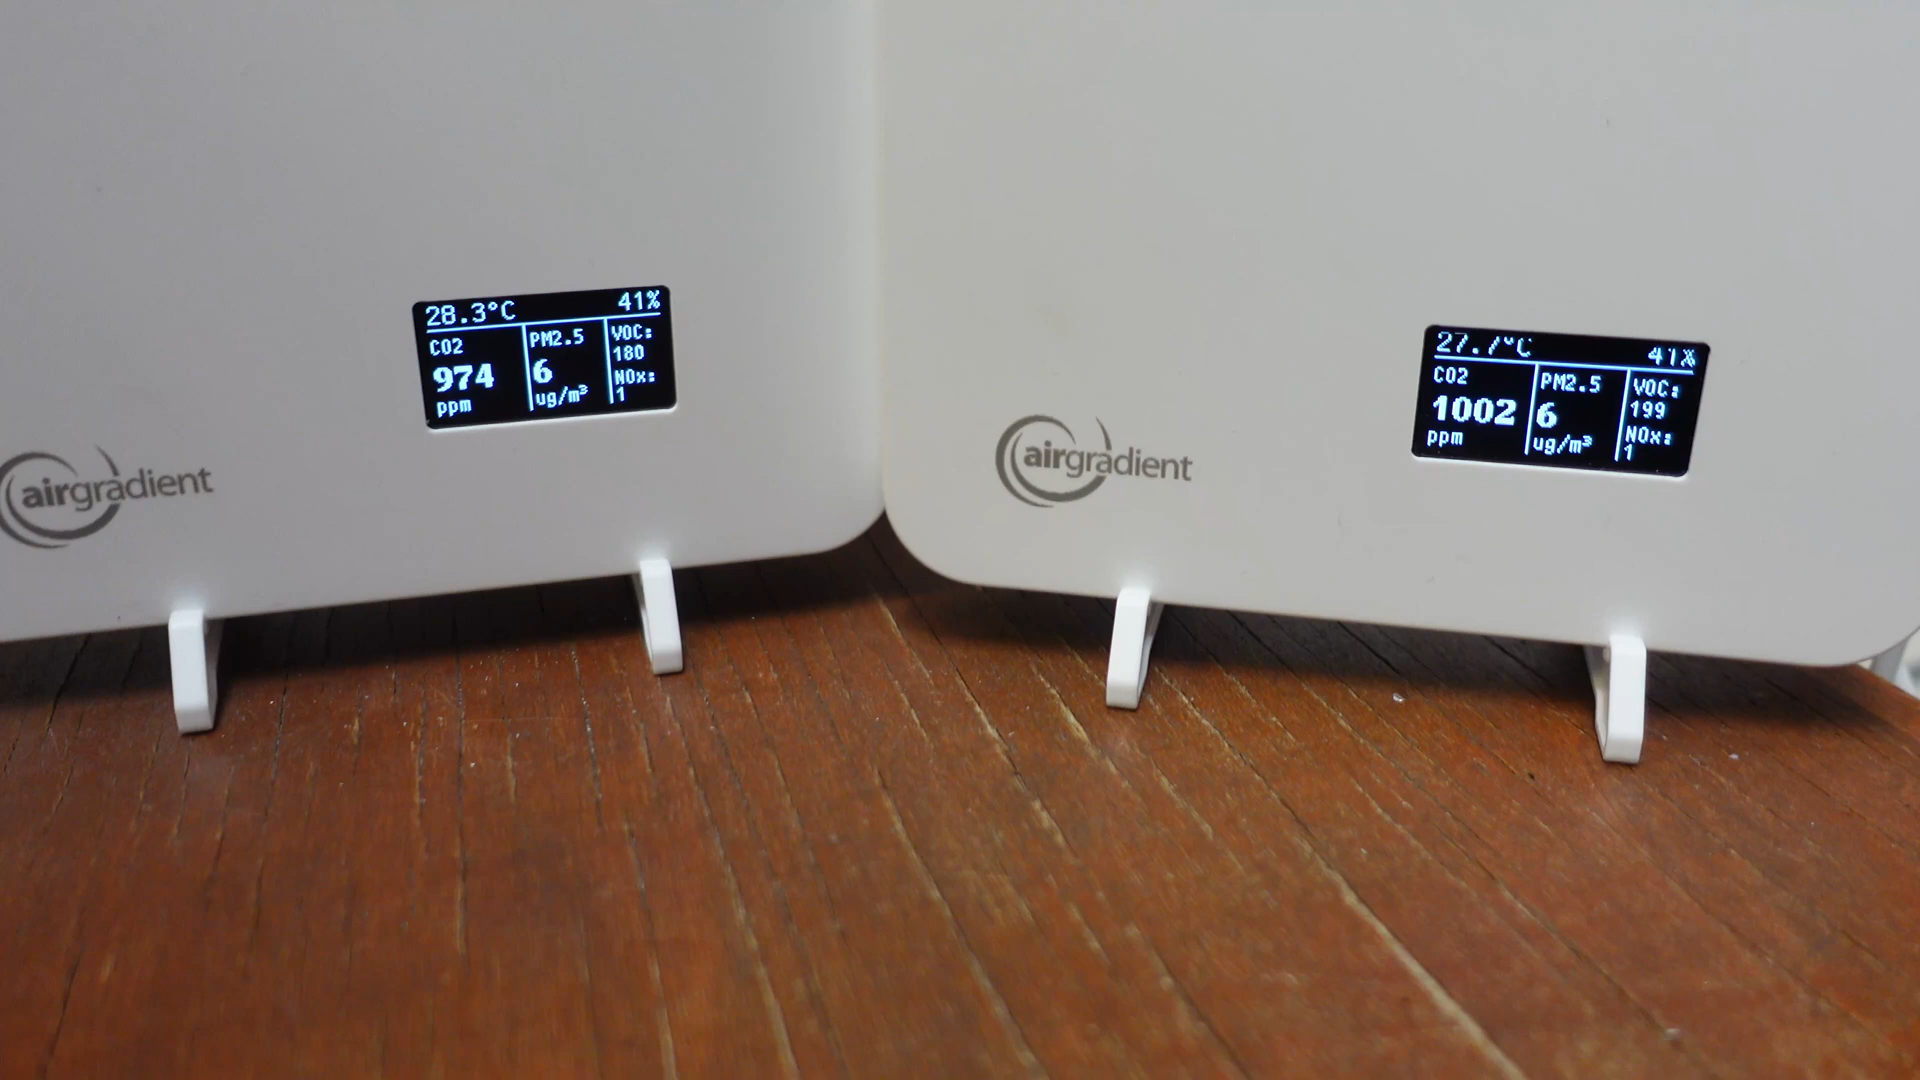 28.3°C 41%
CO2 PM2.5 VOC:
974 6 180
ppm ug/m³ NOx:
1
airgradient
27.7°C 41%
CO2 PM2.5 VOC:
1002 6 199
ppm ug/m³ NOx:
1
airgradient